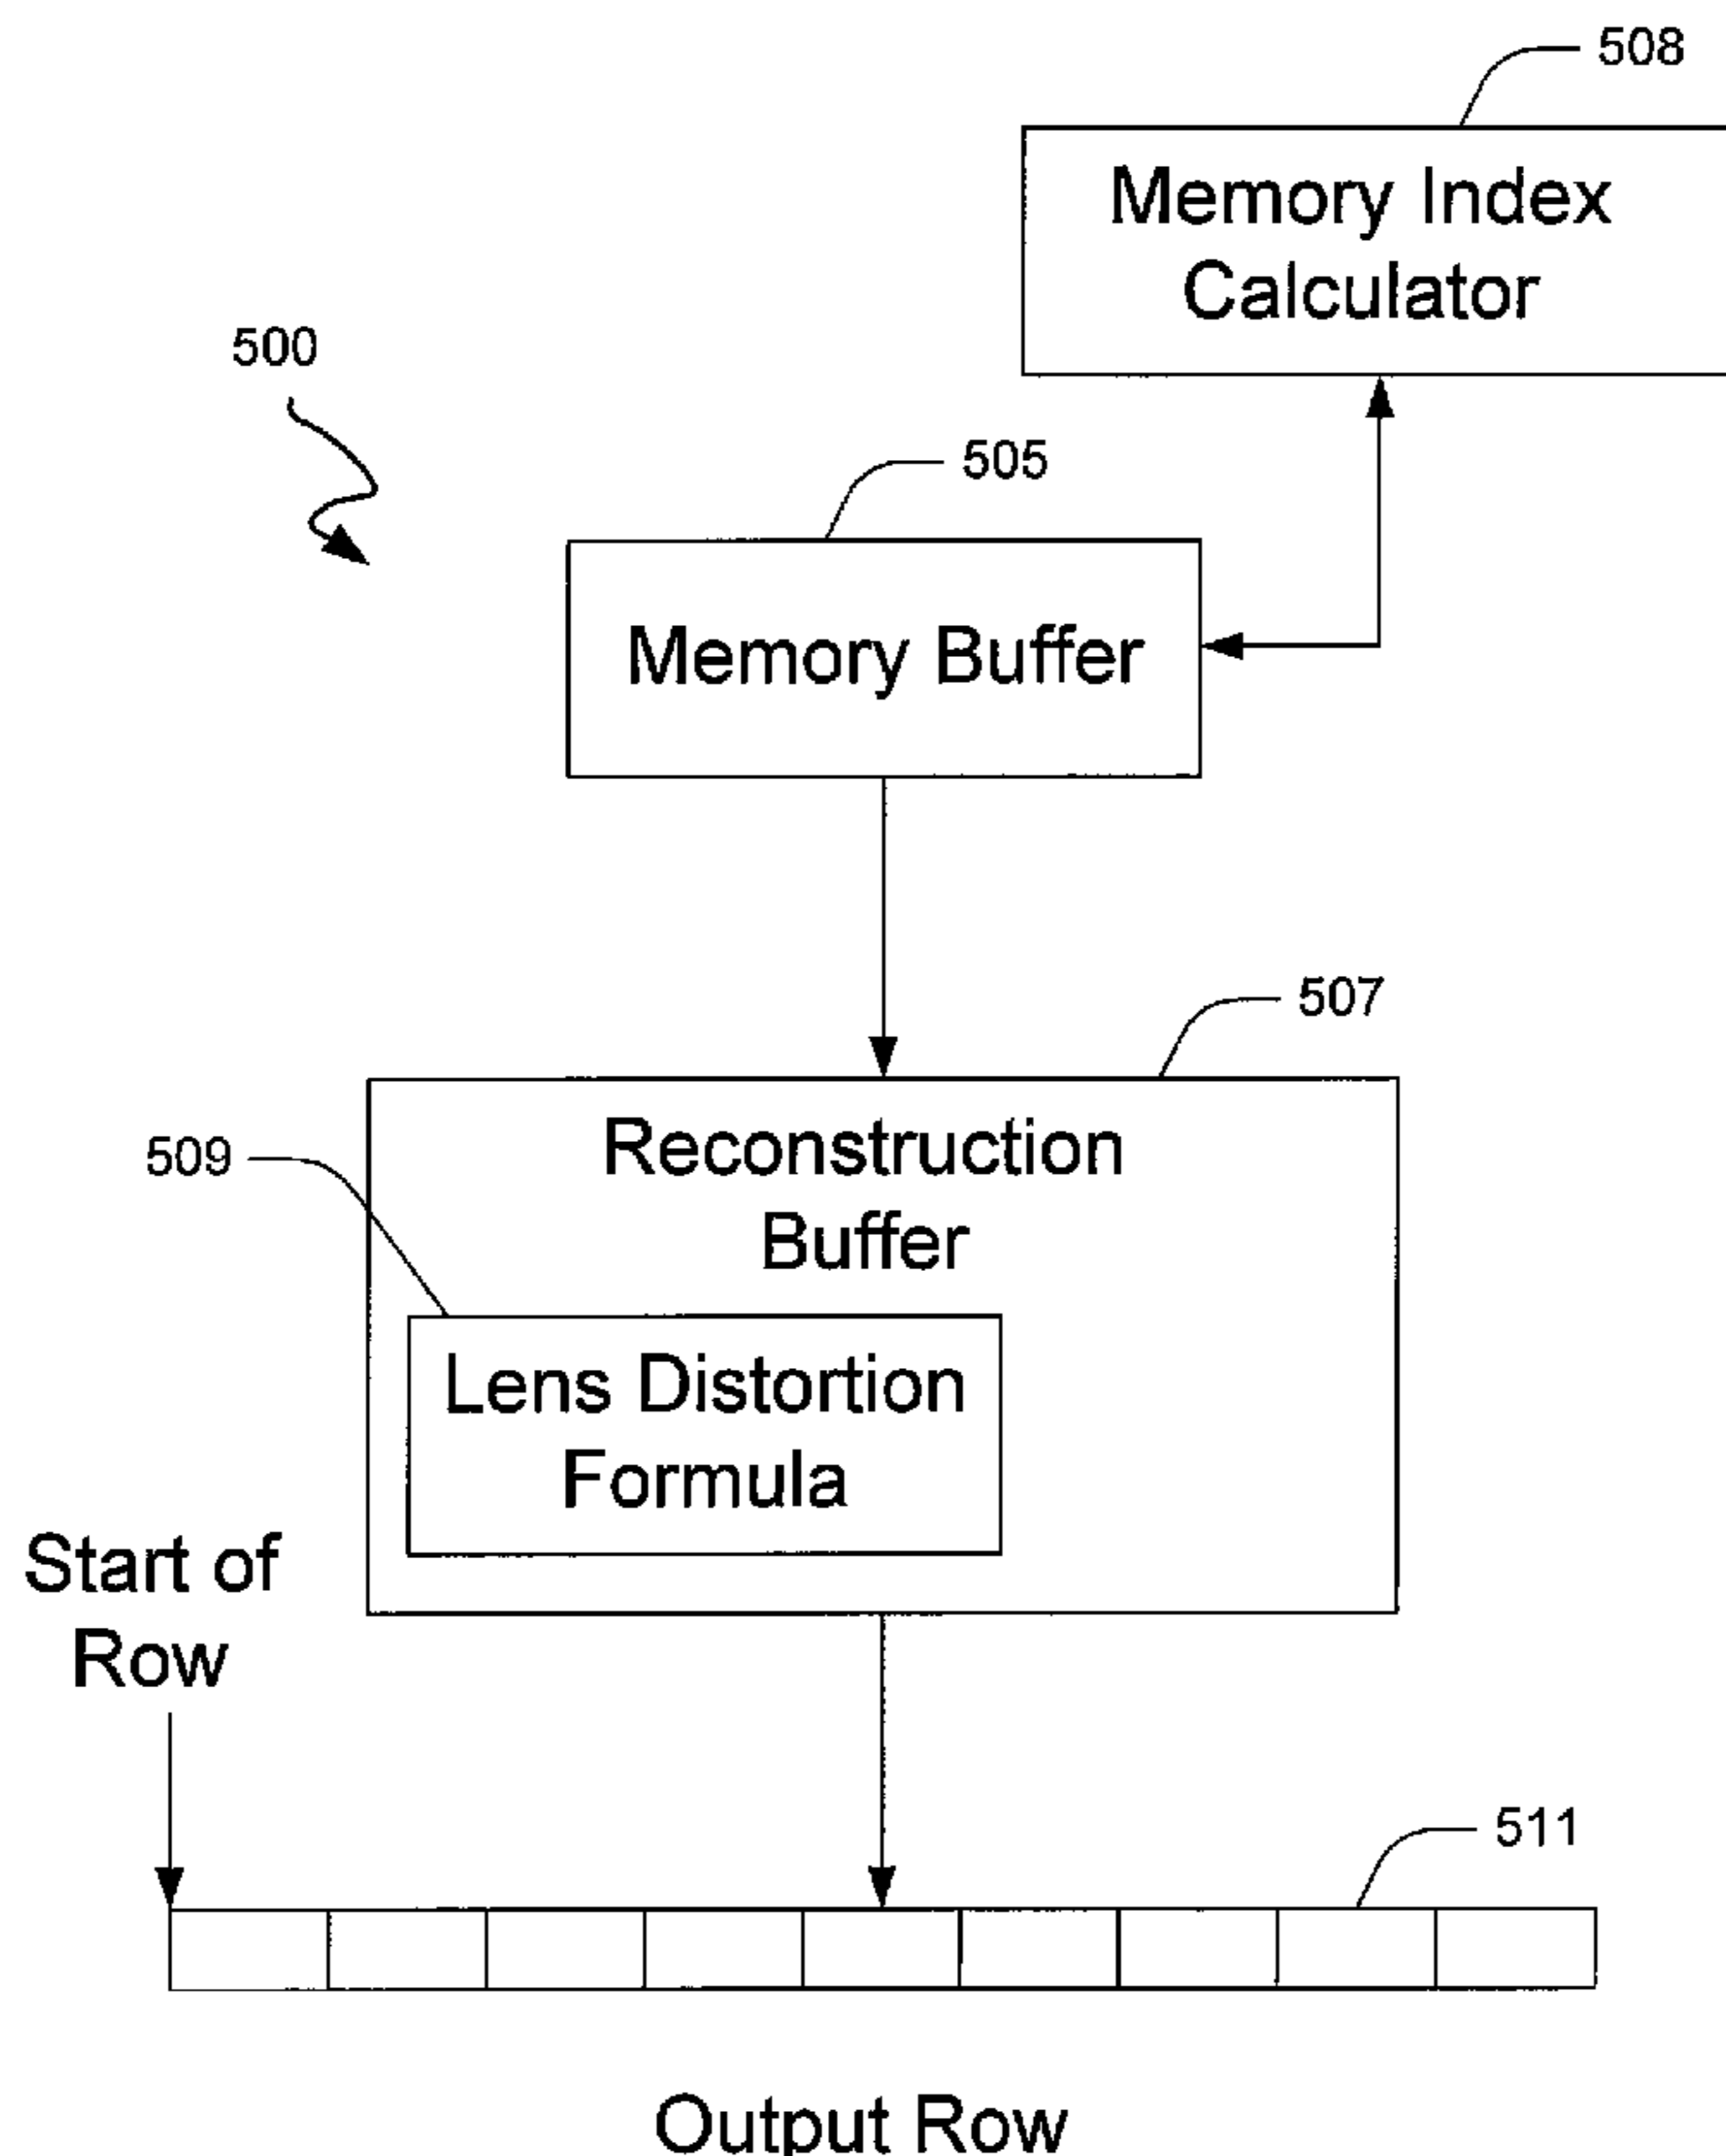 508
Memory Index
Calculator
500
505
Memory Buffer
507
Reconstruction
Buffer
509
Lens Distortion
Formula
Start of
Row
511
Output Row